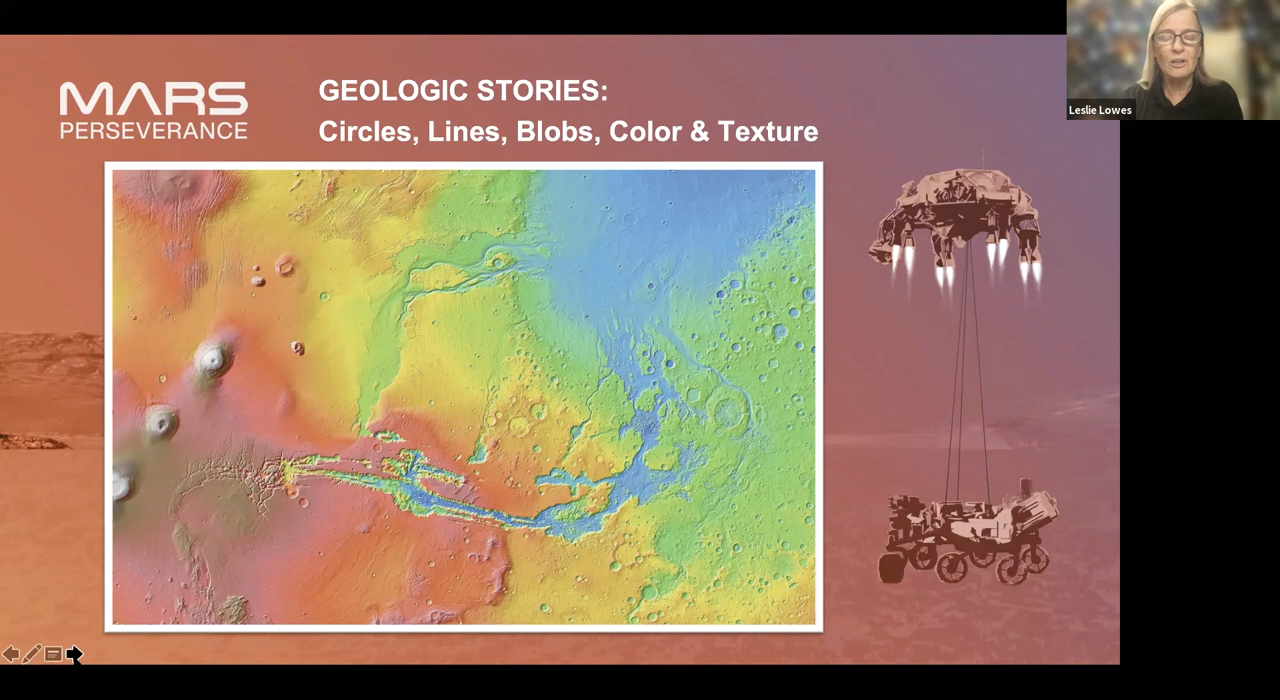 MARS
PERSEVERANCE
GEOLOGIC STORIES:
Circles, Lines, Blobs, Color & Texture
Leslie Lowes